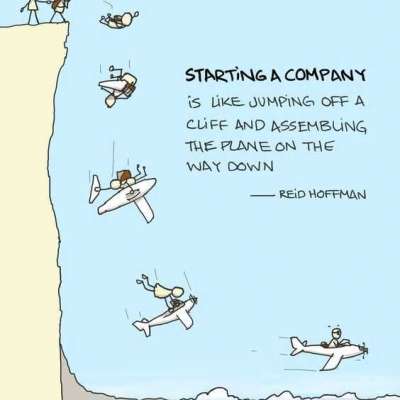 STARTING A COMPANY
is LIKE JUMPING OFF A
CLIFF AND ASSEMBLING
THE PLANE ON THE
WAY DOWN
— REID HOFFMAN